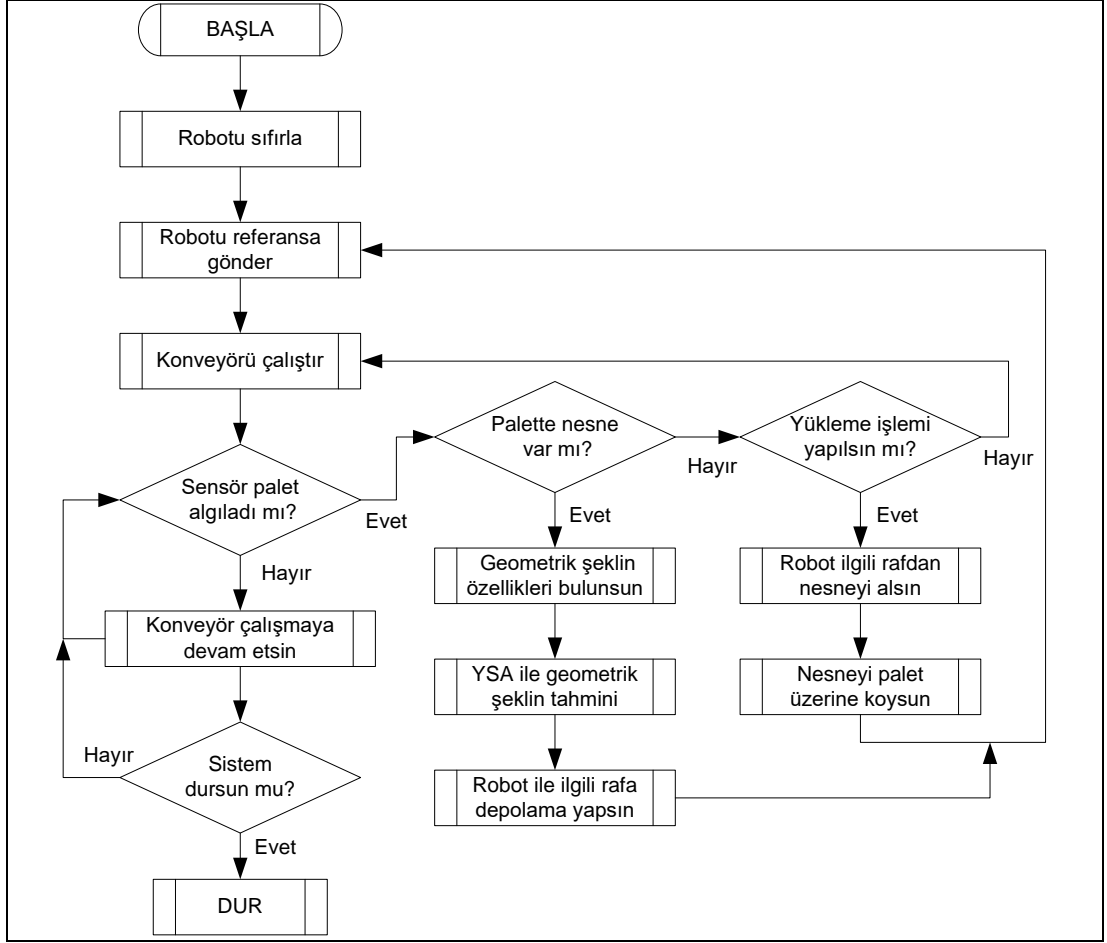 BAŞLA
Robotu sıfırla
Robotu referansa
gönder
Konveyörü çalıştır
Sensör palet
algıladı mı?
Evet
Hayır
Konveyör çalışmaya
devam etsin
Hayır
Sistem
dursun mu?
Evet
DUR
Palette nesne
var mı?
Hayır
Evet
Geometrik şeklin
özellikleri bulunsun
YSA ile geometrik
şeklin tahmini
Robot ile ilgili rafa
depolama yapsın
Yükleme işlemi
yapılsın mı?
Hayır
Evet
Robot ilgili rafdan
nesneyi alsın
Nesneyi palet
üzerine koysun